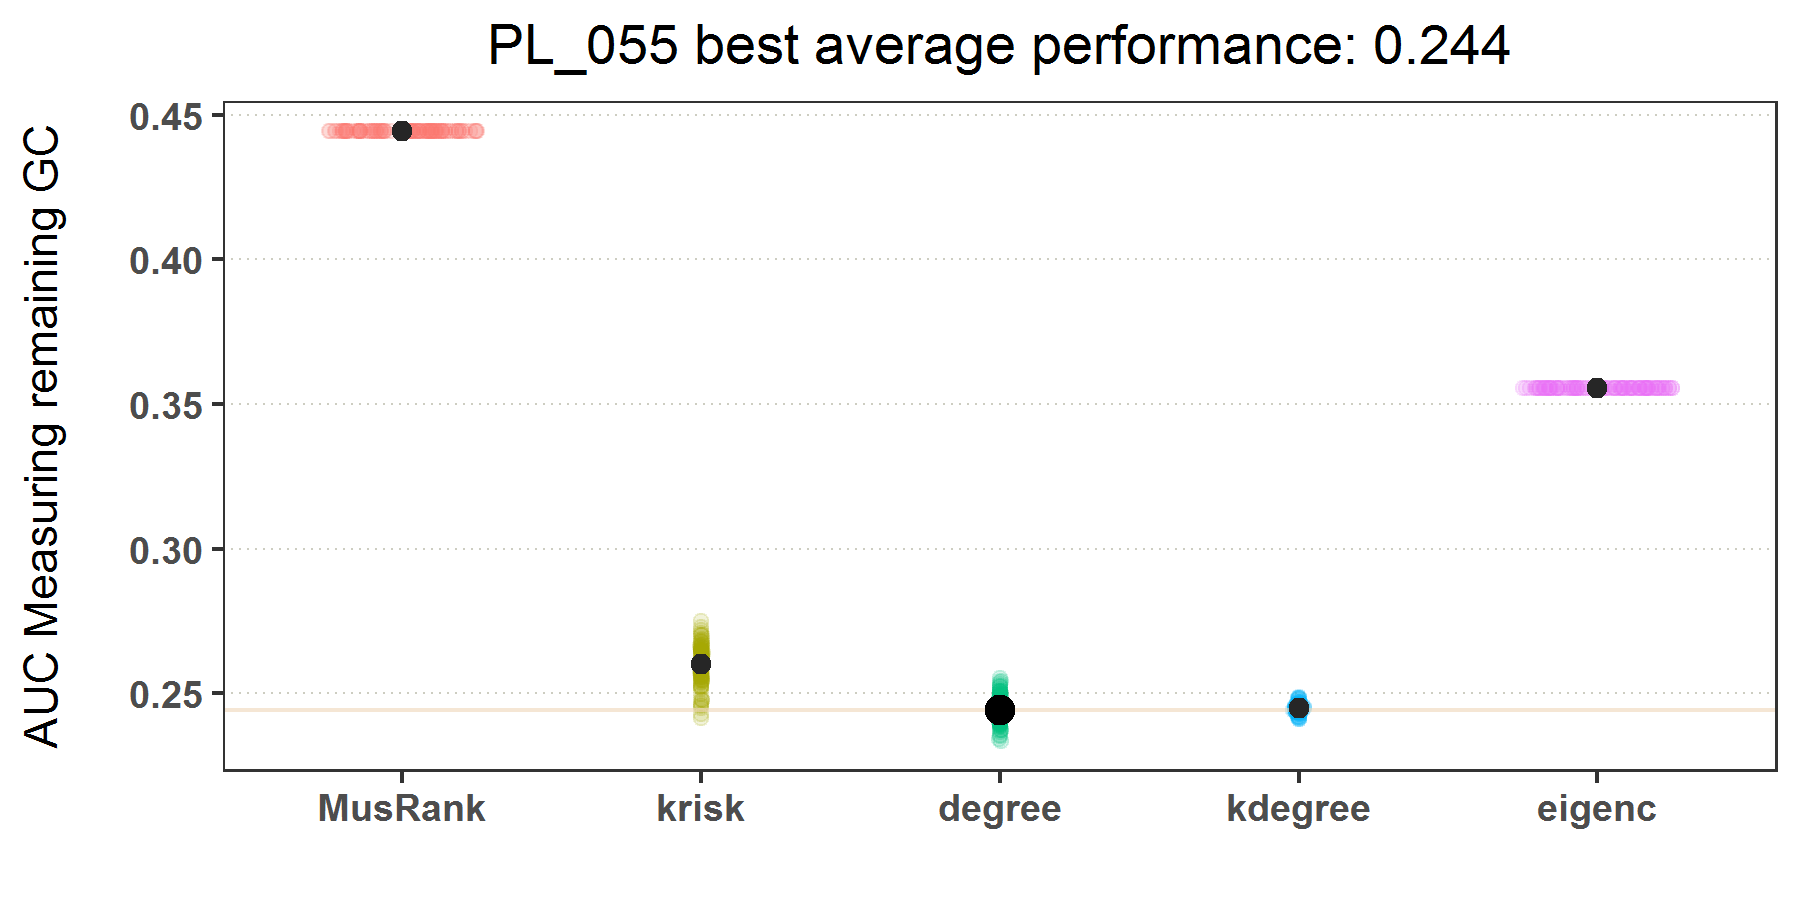 PL_055 best average performance: 0.244
AUC Measuring remaining GC
0.45
0.40
0.35
0.30
0.25
MusRank krisk degree kdegree eigenc